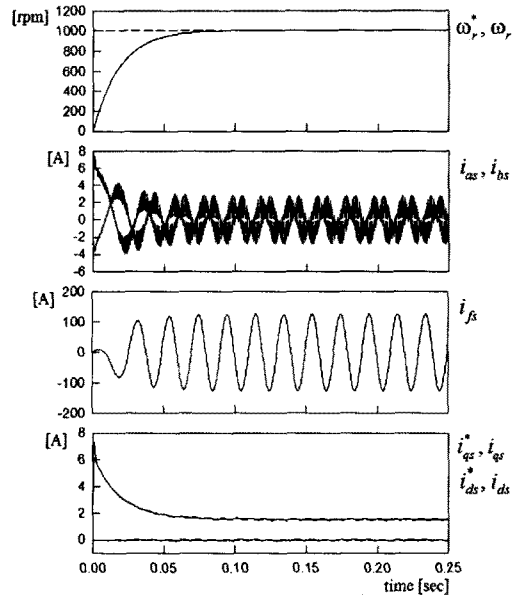 [rpm]
1200
1000
800
600
400
200
0
ω*r, ωr
[A]
8
6
4
2
0
-2
-4
-6
ias, ibs
[A]
200
100
0
-100
-200
ifs
[A]
8
6
4
2
0
i*qs, iqs
i*ds, ids
0.00 0.05 0.10 0.15 0.20 0.25
time [sec]